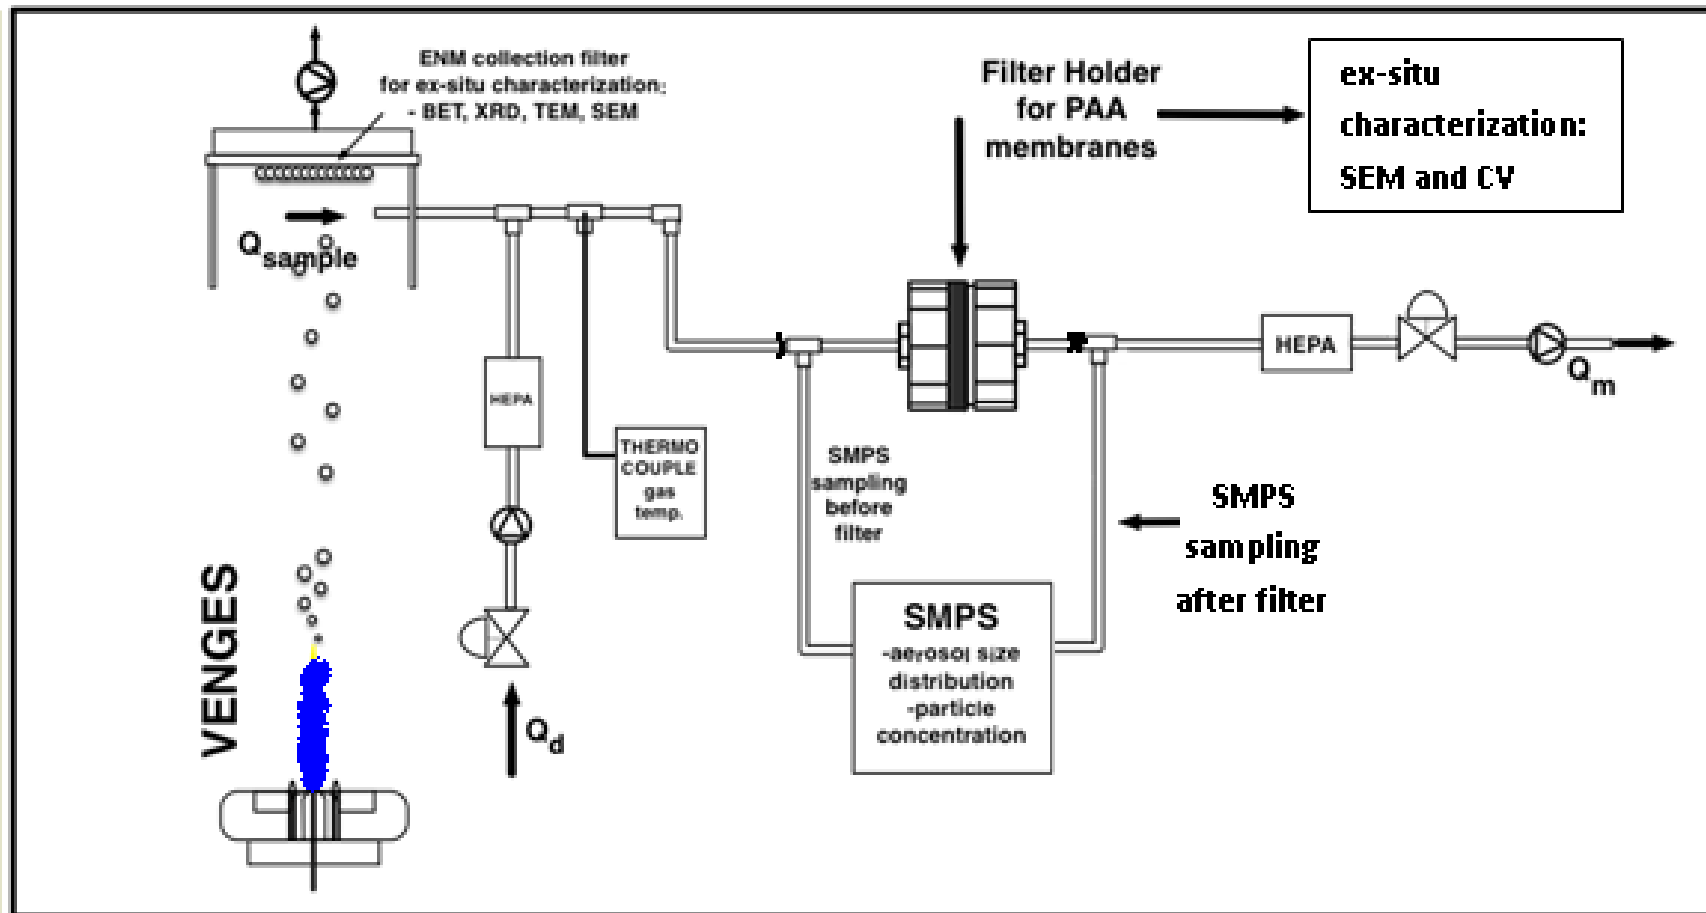 ENM collection filter
for ex-situ characterization:
- BET, XRD, TEM, SEM
Filter Holder
for PAA
membranes
ex-situ
characterization:
SEM and CV
Qsample
HEPA
THERMO
COUPLE
gas
temp.
SMPS
sampling
before
filter
HEPA
Qm
SMPS
sampling
after filter
VENGES
Qd
SMPS
-aerosol size
distribution
-particle
concentration